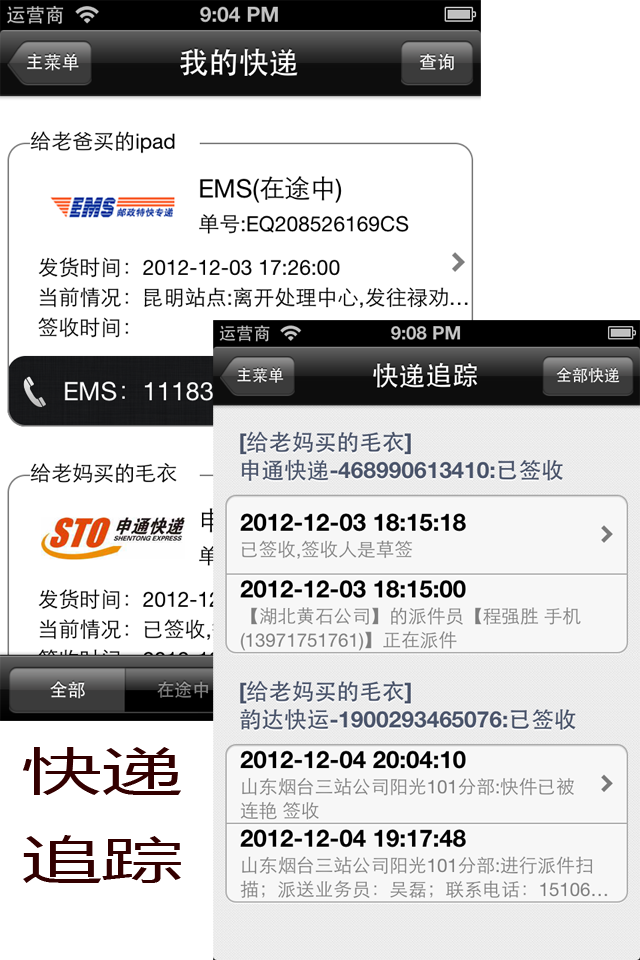 运营商 9:04 PM
主菜单 我的快递 查询
给老爸买的ipad
EMS 邮政特快专递
EMS(在途中)
单号:EQ208526169CS
发货时间：2012-12-03 17:26:00
当前情况：昆明站点:离开处理中心,发往禄劝...
签收时间：
EMS：11183
给老妈买的毛衣
STO 申通快递
SHENTONG EXPRESS
申
单
发货时间：2012-12
当前情况：已签收,
全部 在途中
快递
追踪
运营商 9:08 PM
主菜单 快递追踪 全部快递
[给老妈买的毛衣]
申通快递-468990613410:已签收
2012-12-03 18:15:18
已签收,签收人是草签
2012-12-03 18:15:00
【湖北黄石公司】的派件员【程强胜 手机
(13971751761)】正在派件
[给老妈买的毛衣]
韵达快运-1900293465076:已签收
2012-12-04 20:04:10
山东烟台三站公司阳光101分部:快件已被
连艳 签收
2012-12-04 19:17:48
山东烟台三站公司阳光101分部:进行派件扫
描；派送业务员：吴磊；联系电话：15106...